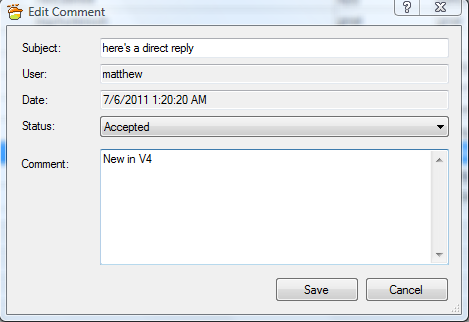 Edit Comment
Subject: here's a direct reply
User: matthew
Date: 7/6/2011 1:20:20 AM
Status: Accepted
Comment: New in V4
Save Cancel